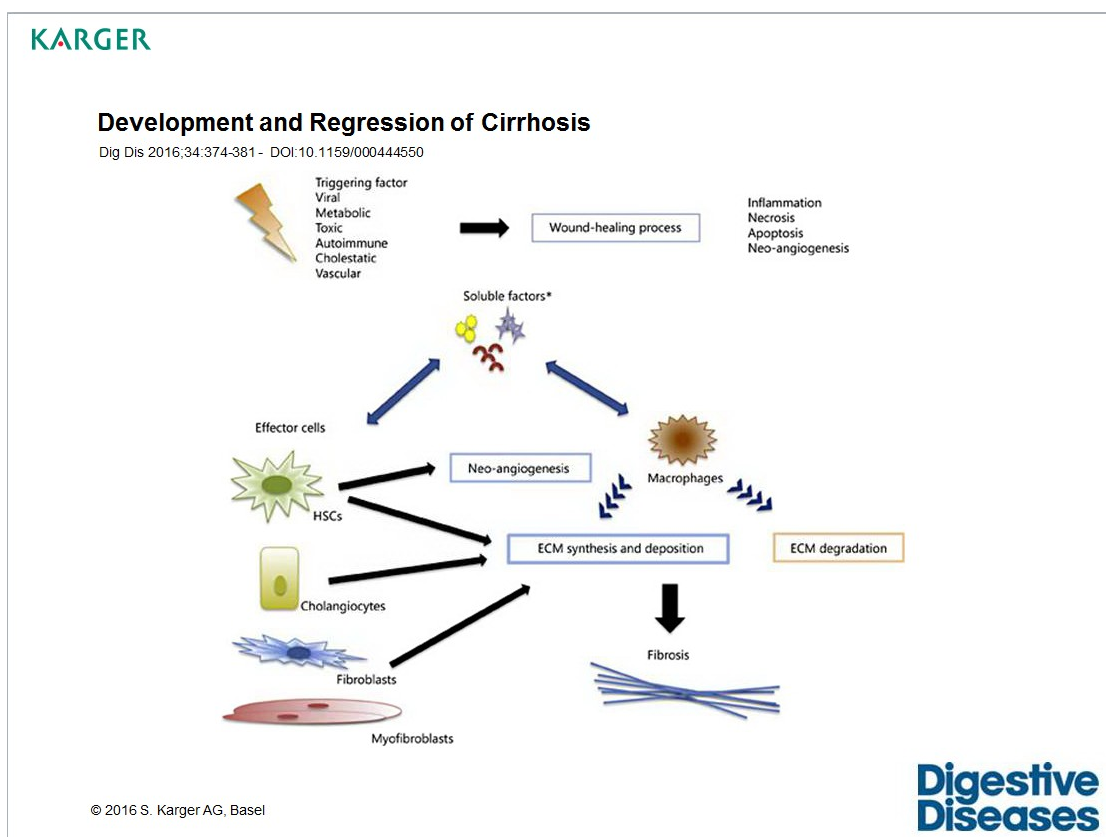 KARGER
Development and Regression of Cirrhosis
Dig Dis 2016;34:374-381 - DOI:10.1159/000444550
Triggering factor
Viral
Metabolic
Toxic
Autoimmune
Cholestatic
Vascular
Wound-healing process
Inflammation
Necrosis
Apoptosis
Neo-angiogenesis
Soluble factors*
Effector cells
HSCs
Neo-angiogenesis
Macrophages
ECM synthesis and deposition
ECM degradation
Cholangiocytes
Fibrosis
Fibroblasts
Myofibroblasts
© 2016 S. Karger AG, Basel
Digestive
Diseases